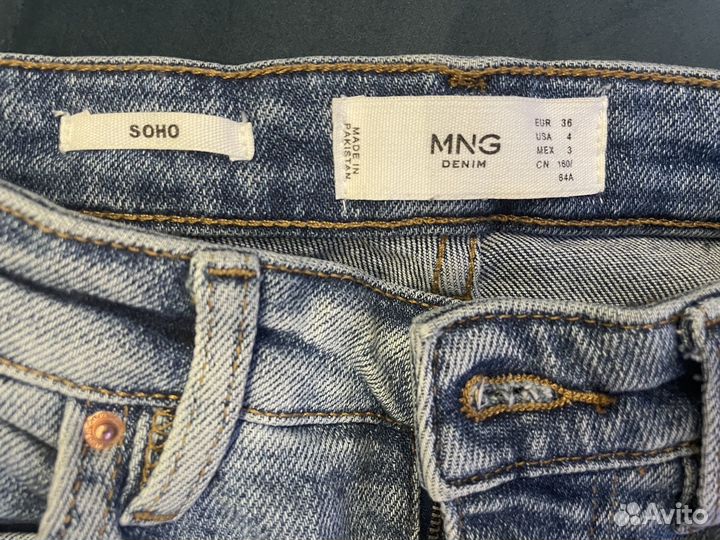 SOHO
MADE IN
PAKISTAN
MNG
DENIM
EUR 36
USA 4
MEX 3
CN 160/
64A
Avito